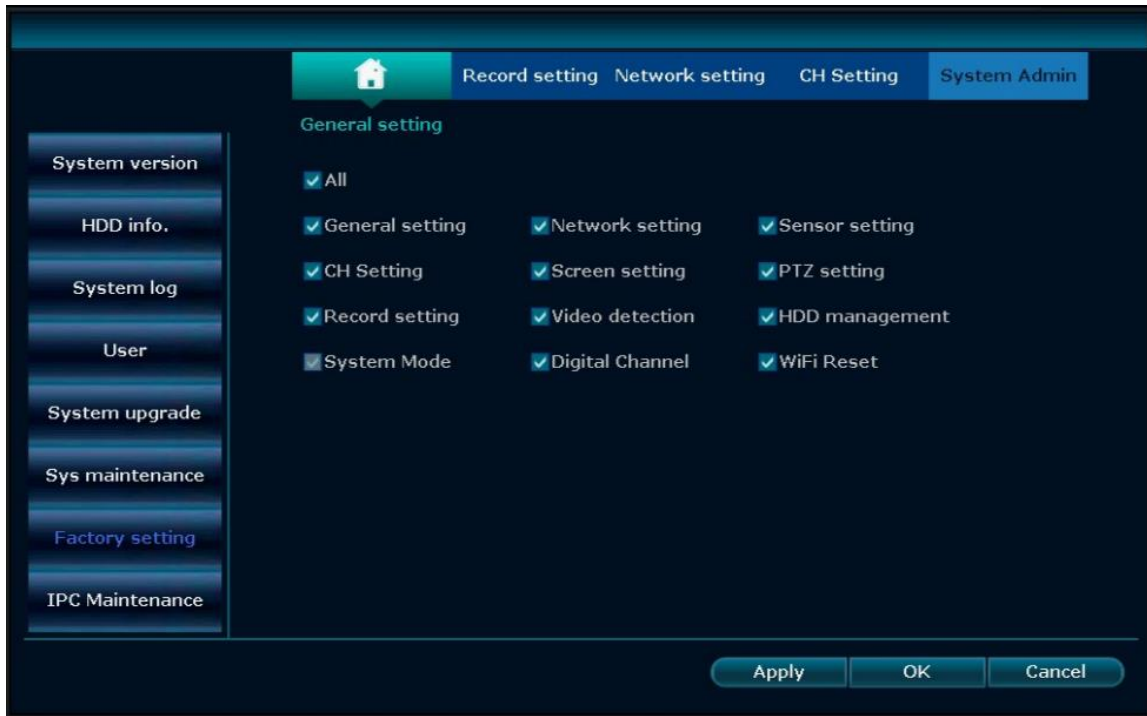 Record setting Network setting CH Setting System Admin
General setting
System version
HDD info.
System log
User
System upgrade
Sys maintenance
Factory setting
IPC Maintenance
All
General setting Network setting Sensor setting
CH Setting Screen setting PTZ setting
Record setting Video detection HDD management
System Mode Digital Channel WiFi Reset
Apply OK Cancel